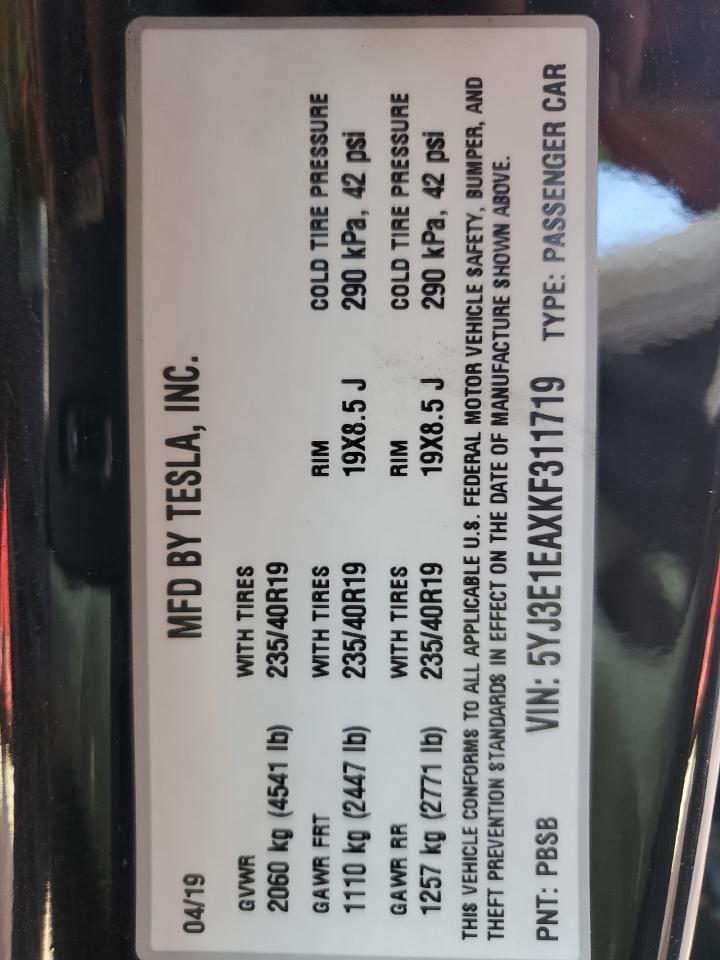 MFD BY TESLA, INC.
04/19
GVWR WITH TIRES
2060 kg (4541 lb) 235/40R19
GAWR FRT WITH TIRES RIM COLD TIRE PRESSURE
1110 kg (2447 lb) 235/40R19 19X8.5 J 290 kPa, 42 psi
GAWR RR WITH TIRES RIM COLD TIRE PRESSURE
1257 kg (2771 lb) 235/40R19 19X8.5 J 290 kPa, 42 psi
THIS VEHICLE CONFORMS TO ALL APPLICABLE U.S. FEDERAL MOTOR VEHICLE SAFETY, BUMPER, AND
THEFT PREVENTION STANDARDS IN EFFECT ON THE DATE OF MANUFACTURE SHOWN ABOVE.
PNT: PBSB VIN: 5YJ3E1EAXKF311719 TYPE: PASSENGER CAR